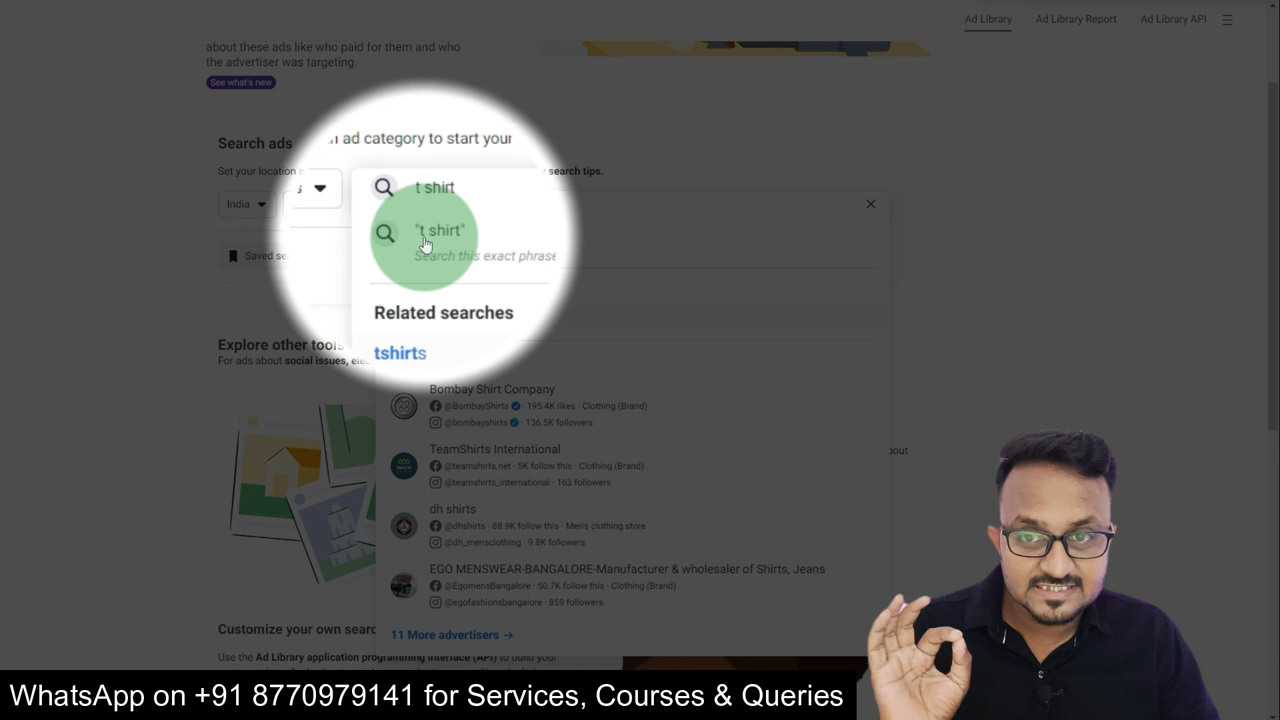 Ad Library
Ad Library Report
Ad Library API
about these ads like who paid for them and who
the advertiser was targeting.
See what's new
Search ads
ad category to start your
Set your location
search tips.
India
t shirt
"t shirt"
Search this exact phrase
Saved
Related searches
tshirts
Explore other tools
For ads about social issues,
Bombay Shirt Company
@BombayShirts · 195.4K likes · Clothing (Brand)
@bombayshirts · 136.5K followers
TeamShirts International
@teamshirts.net · 5K follow this · Clothing (Brand)
@teamshirts_international · 163 followers
dh shirts
@dhshirts · 88.9K follow this · Men's clothing store
@dh_mensclothing · 9.8K followers
EGO MENSWEAR-BANGALORE-Manufacturer & wholesaler of Shirts, Jeans
@EgomensBangalore · 50.7K follow this · Clothing (Brand)
@egofashionsbangalore · 859 followers
11 More advertisers →
Customize your own
Use the Ad Library application programming interface (API) to build your
WhatsApp on +91 8770979141 for Services, Courses & Queries